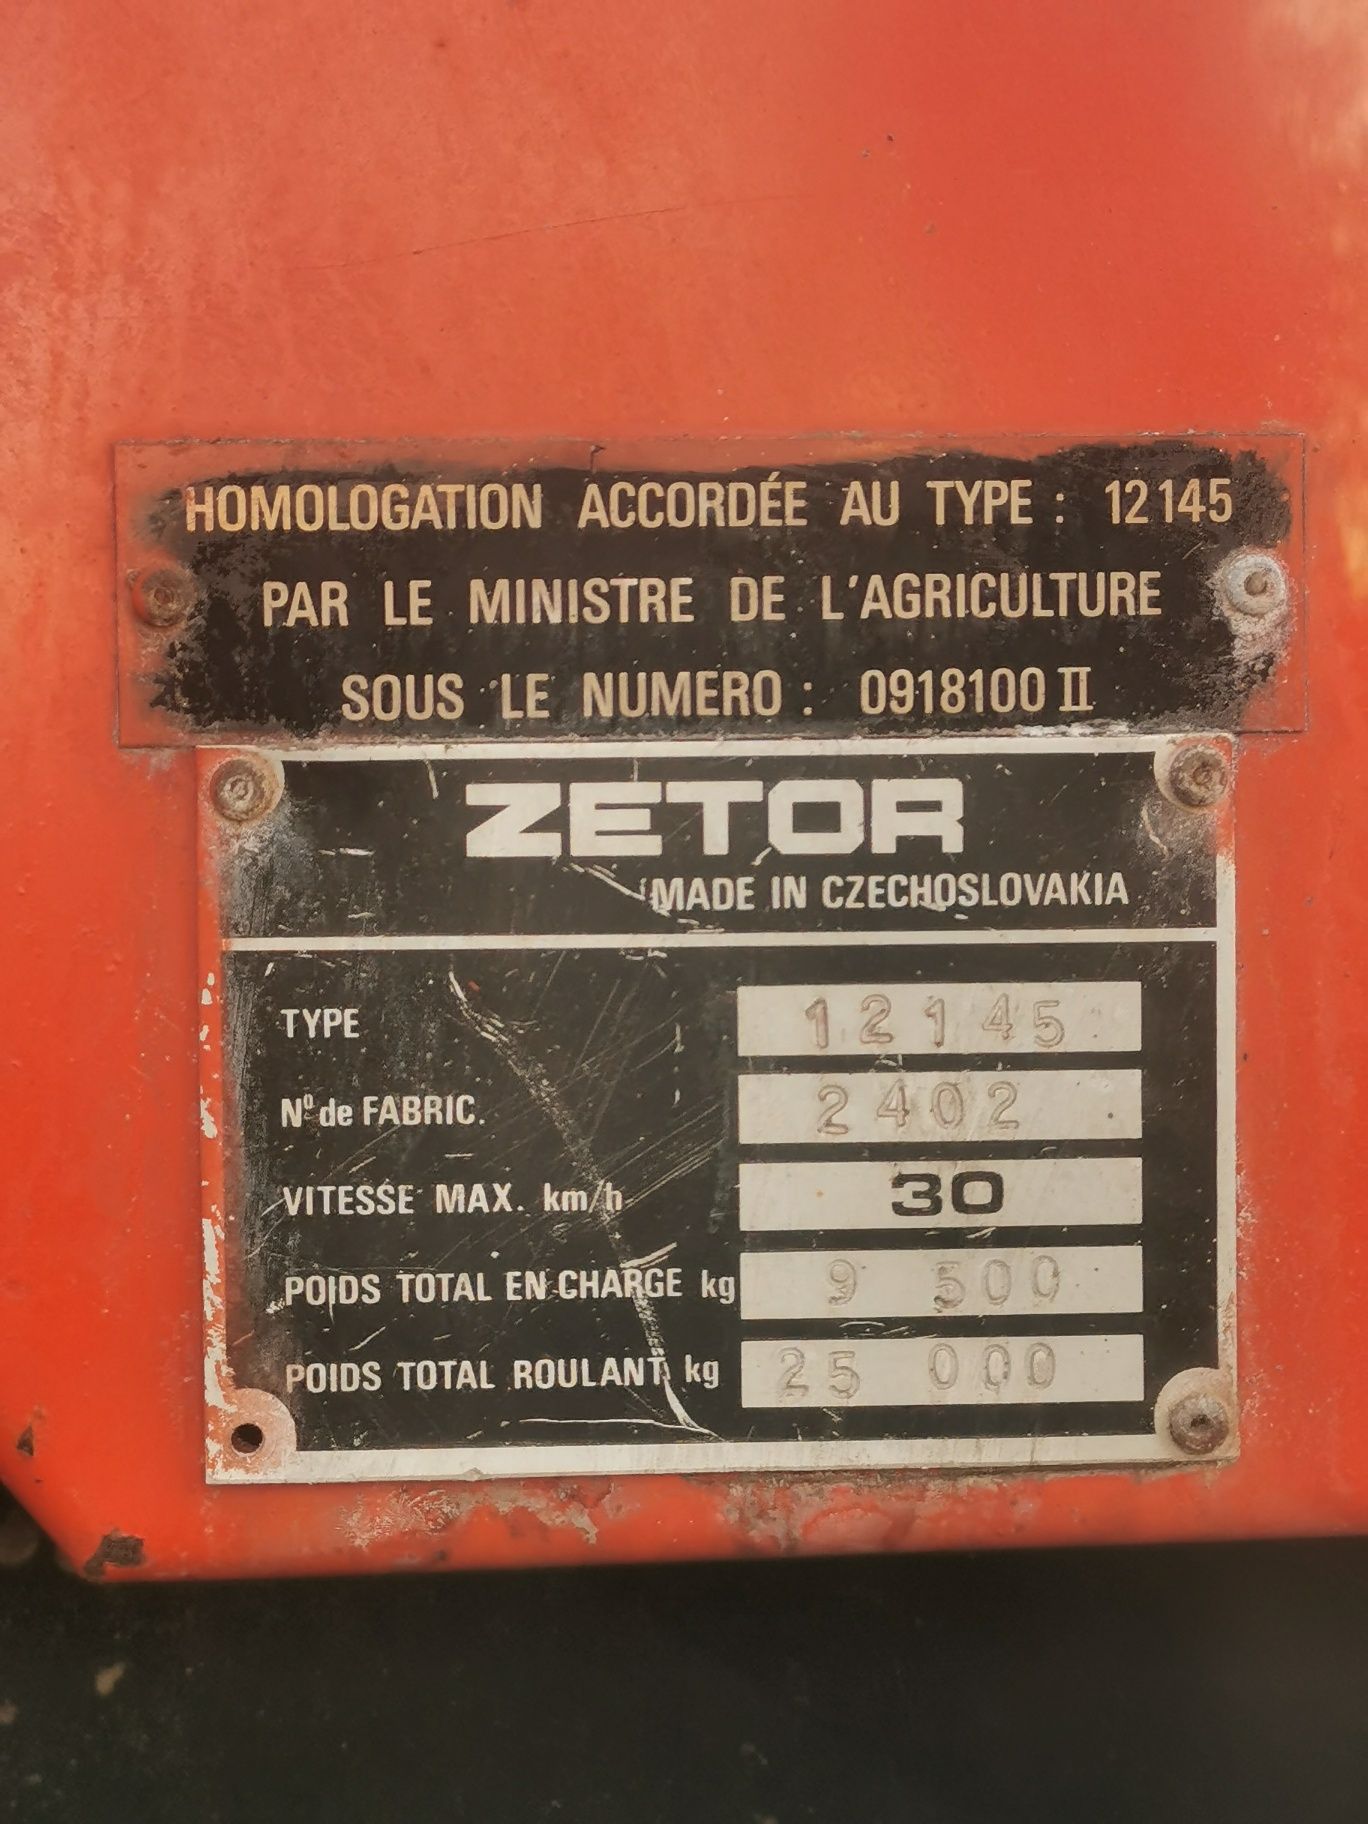 HOMOLOGATION ACCORDÉE AU TYPE : 12145
PAR LE MINISTRE DE L'AGRICULTURE
SOUS LE NUMERO : 0918100 II
ZETOR
MADE IN CZECHOSLOVAKIA
TYPE 12145
Nº de FABRIC. 2402
VITESSE MAX. km/h 30
POIDS TOTAL EN CHARGE kg 9 500
POIDS TOTAL ROULANT kg 25 000